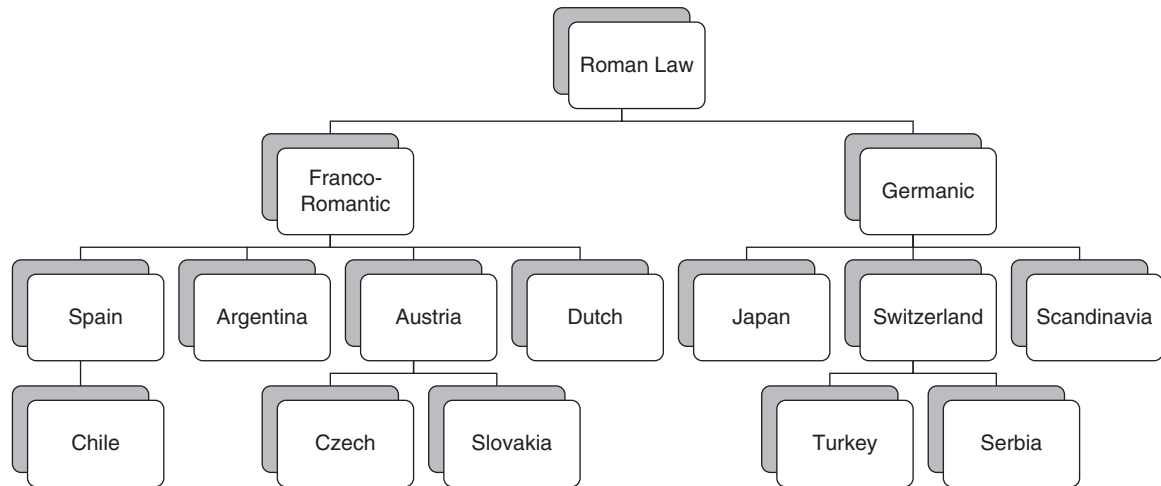 Roman Law
Franco-
Romantic
Germanic
Spain
Argentina
Austria
Dutch
Japan
Switzerland
Scandinavia
Chile
Czech
Slovakia
Turkey
Serbia